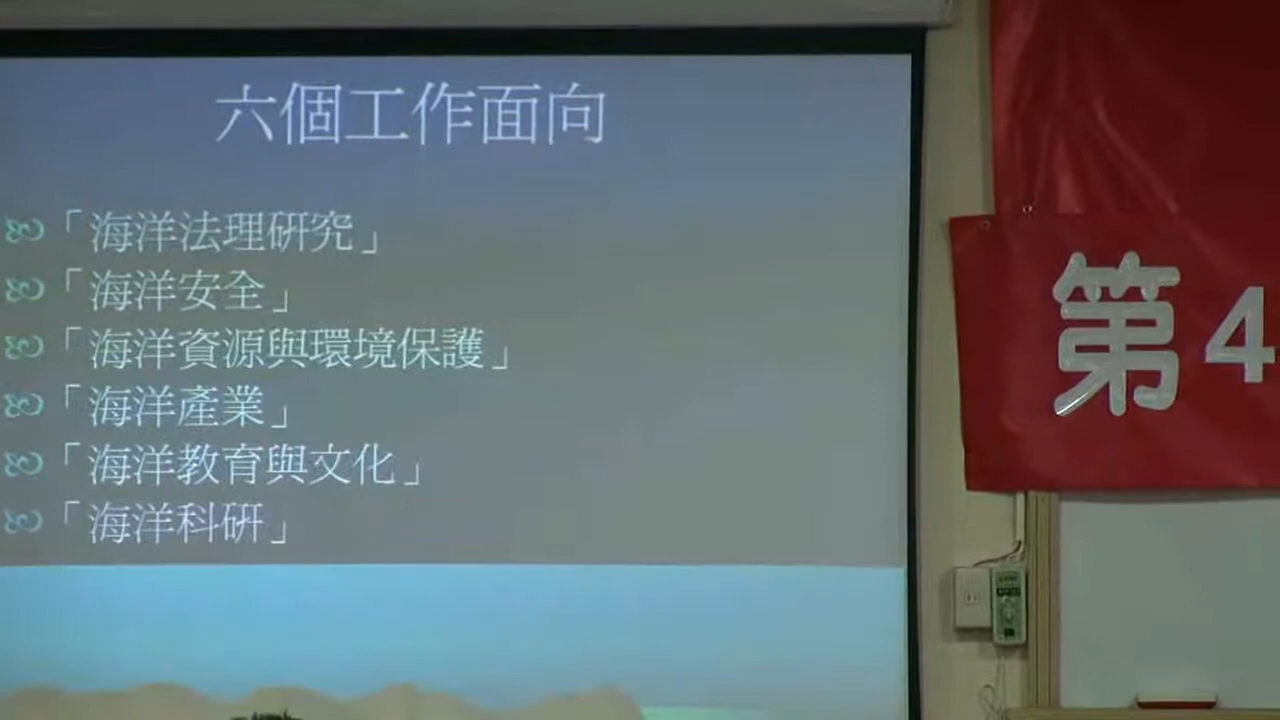 六個工作面向
「海洋法理研究」
「海洋安全」
「海洋資源與環境保護」
「海洋產業」
「海洋教育與文化」
「海洋科研」
第4